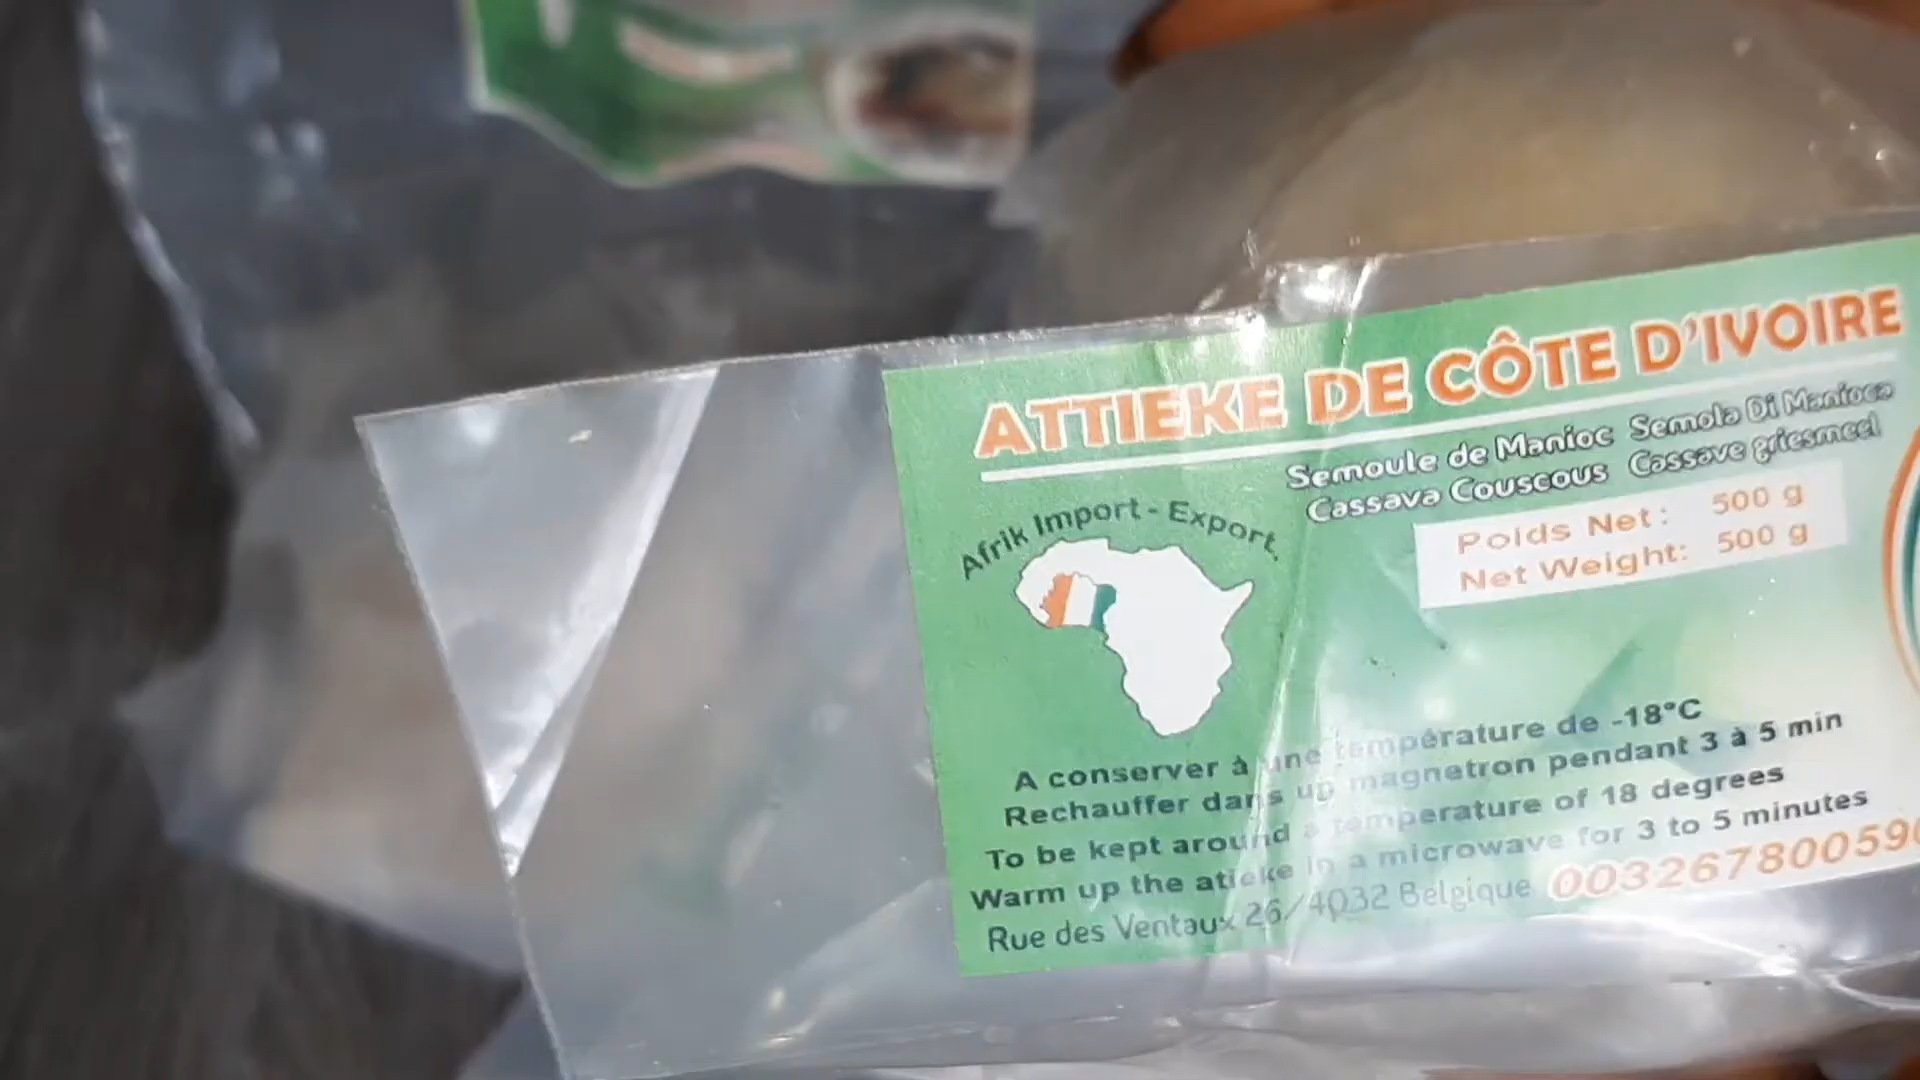 ATTIEKE DE CÔTE D'IVOIRE
Semoule de Manioc Semola Di Manioca
Cassava Couscous Cassave griesmeel
Afrik Import - Export.
Poids Net: 500 g
Net Weight: 500 g
A conserver à une température de -18°C
Rechauffer dans un magnetron pendant 3 à 5 min
To be kept around a temperature of 18 degrees
Warm up the atieke in a microwave for 3 to 5 minutes
Rue des Ventaux 26/4032 Belgique 00326780059